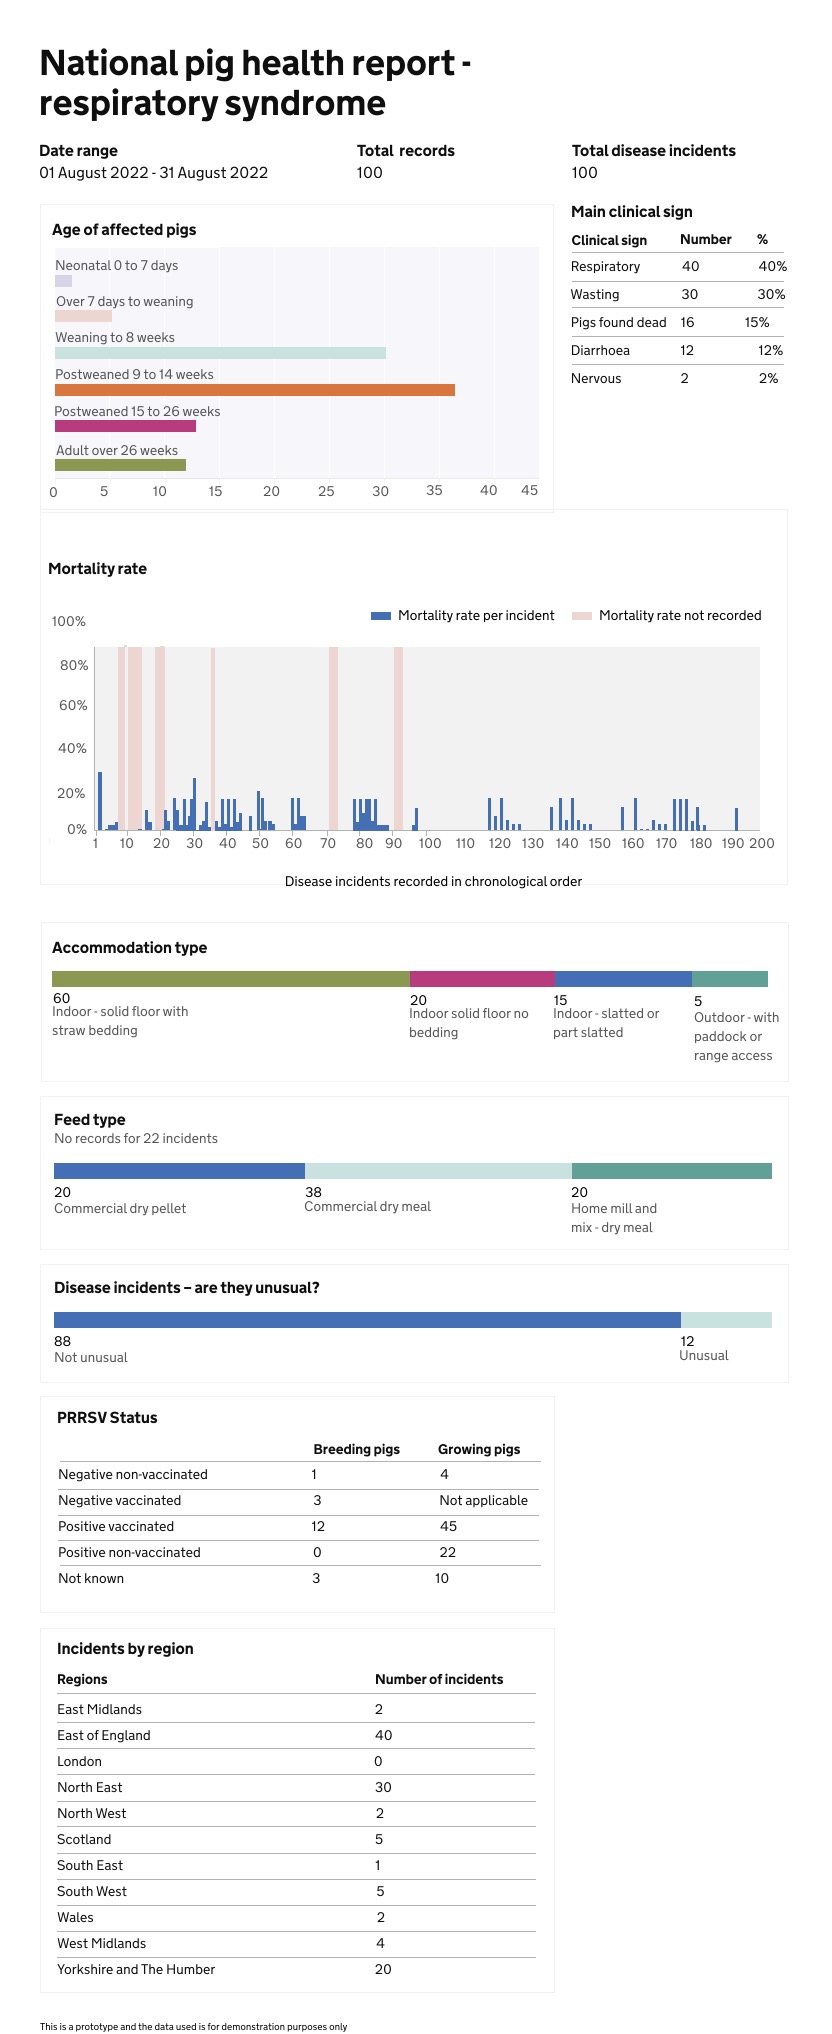 National pig health report -
respiratory syndrome
Date range
01 August 2022 - 31 August 2022
Total records
100
Total disease incidents
100
Age of affected pigs
Neonatal 0 to 7 days
Over 7 days to weaning
Weaning to 8 weeks
Postweaned 9 to 14 weeks
Postweaned 15 to 26 weeks
Adult over 26 weeks
0 5 10 15 20 25 30 35 40 45
Main clinical sign
Clinical sign Number %
Respiratory 40 40%
Wasting 30 30%
Pigs found dead 16 15%
Diarrhoea 12 12%
Nervous 2 2%
Mortality rate
Mortality rate per incident Mortality rate not recorded
100%
80%
60%
40%
20%
0%
1 10 20 30 40 50 60 70 80 90 100 110 120 130 140 150 160 170 180 190 200
Disease incidents recorded in chronological order
Accommodation type
60
Indoor - solid floor with
straw bedding
20
Indoor solid floor no
bedding
15
Indoor - slatted or
part slatted
5
Outdoor - with
paddock or
range access
Feed type
No records for 22 incidents
20
Commercial dry pellet
38
Commercial dry meal
20
Home mill and
mix - dry meal
Disease incidents – are they unusual?
88
Not unusual
12
Unusual
PRRSV Status
Breeding pigs Growing pigs
Negative non-vaccinated 1 4
Negative vaccinated 3 Not applicable
Positive vaccinated 12 45
Positive non-vaccinated 0 22
Not known 3 10
Incidents by region
Regions Number of incidents
East Midlands 2
East of England 40
London 0
North East 30
North West 2
Scotland 5
South East 1
South West 5
Wales 2
West Midlands 4
Yorkshire and The Humber 20
This is a prototype and the data used is for demonstration purposes only